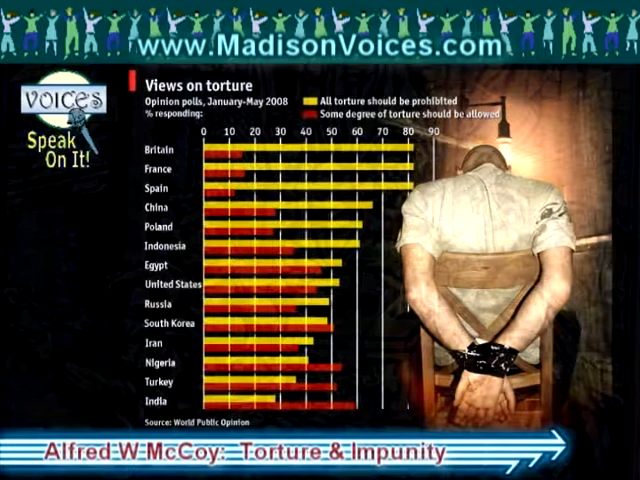 www.MadisonVoices.com
VOICES
Speak
On It!
Views on torture
Opinion polls, January-May 2008
% responding:
All torture should be prohibited
Some degree of torture should be allowed
0 10 20 30 40 50 60 70 80 90
Britain
France
Spain
China
Poland
Indonesia
Egypt
United States
Russia
South Korea
Iran
Nigeria
Turkey
India
Source: World Public Opinion
Alfred W McCoy: Torture & Impunity